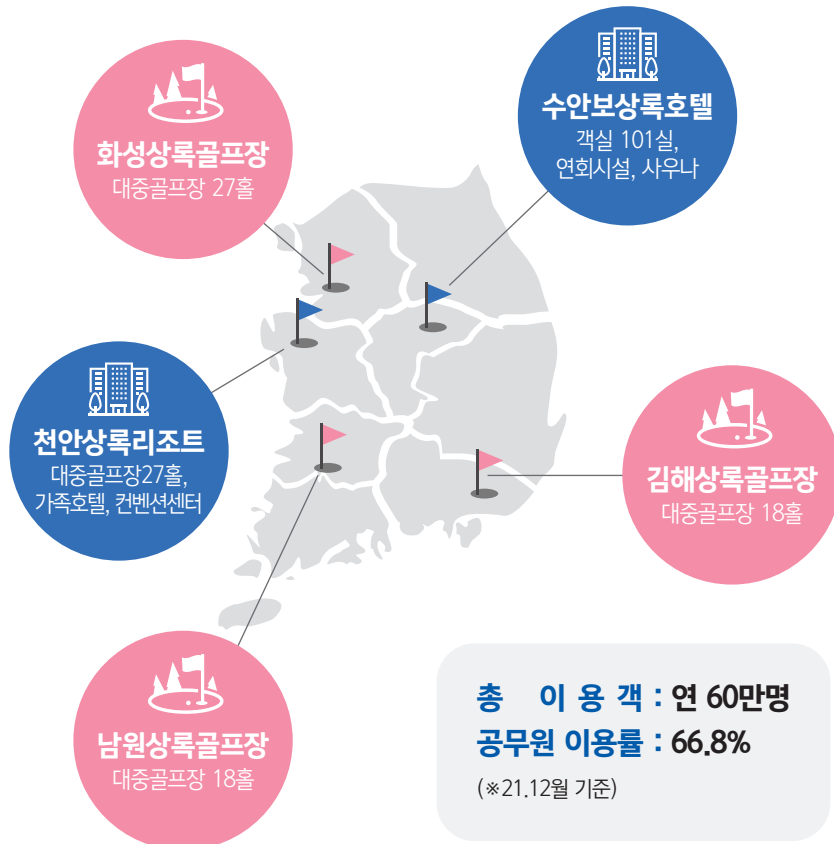 화성상록골프장
대중골프장 27홀
수안보상록호텔
객실 101실,
연회시설, 사우나
천안상록리조트
대중골프장27홀,
가족호텔, 컨벤션센터
김해상록골프장
대중골프장 18홀
남원상록골프장
대중골프장 18홀
총 이 용 객 : 연 60만명
공무원 이용률 : 66.8%
(※21.12월 기준)